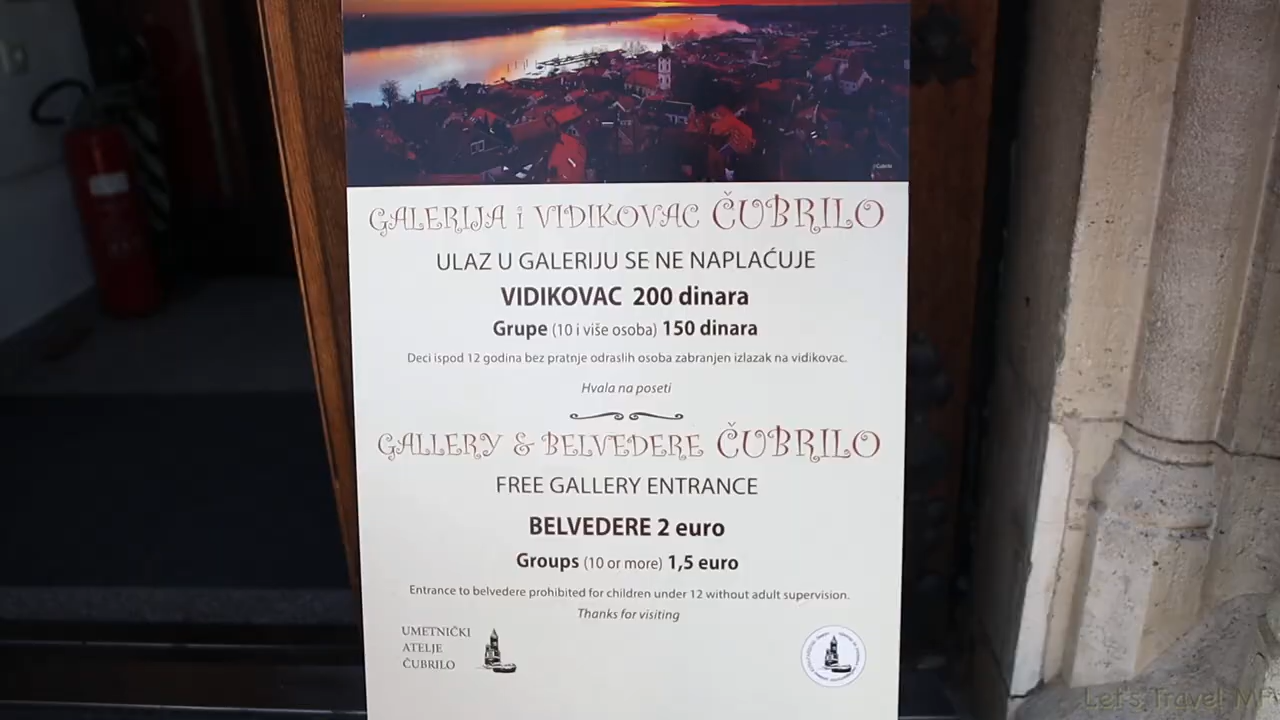 ©Čubrilo
GALERIJA i VIDIKOVAC ČUBRILO
ULAZ U GALERIJU SE NE NAPLAĆUJE
VIDIKOVAC 200 dinara
Grupe (10 i više osoba) 150 dinara
Deci ispod 12 godina bez pratnje odraslih osoba zabranjen izlazak na vidikovac.
Hvala na poseti
GALLERY & BELVEDERE ČUBRILO
FREE GALLERY ENTRANCE
BELVEDERE 2 euro
Groups (10 or more) 1,5 euro
Entrance to belvedere prohibited for children under 12 without adult supervision.
Thanks for visiting
UMETNIČKI
ATELJE
ČUBRILO
Let's Travel MF